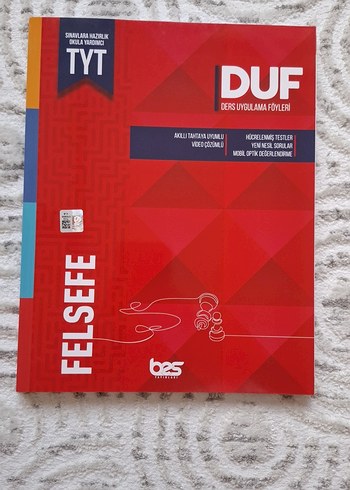 SINAVLARA HAZIRLIK
OKULA YARDIMCI
TYT
DUF
DERS UYGULAMA FÖYLERİ
AKILLI TAHTAYA UYUMLU
VİDEO ÇÖZÜMLÜ
HÜCRELENMİŞ TESTLER
YENİ NESİL SORULAR
MOBİL OPTİK DEĞERLENDİRME
FELSEFE
bes
YAYINLARI